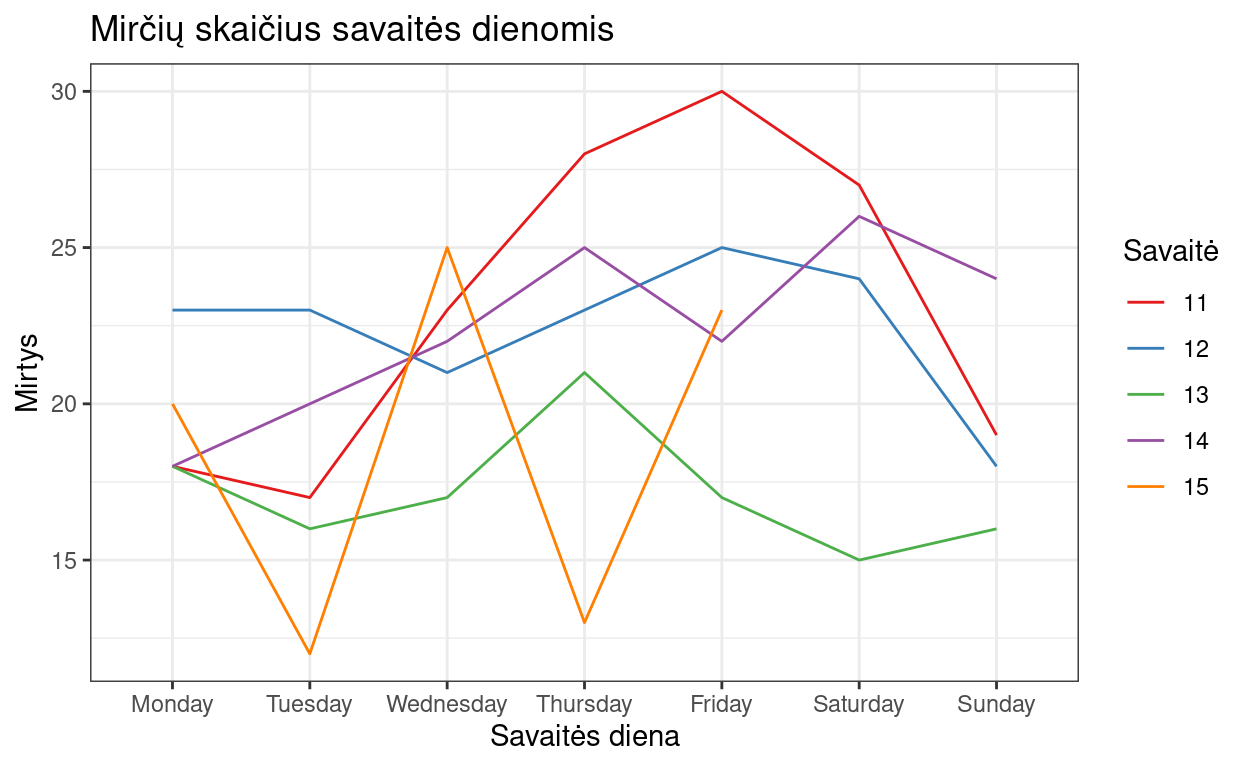 Mirčių skaičius savaitės dienomis
Mirtys
30
25
20
15
Monday Tuesday Wednesday Thursday Friday Saturday Sunday
Savaitės diena
Savaitė
11
12
13
14
15